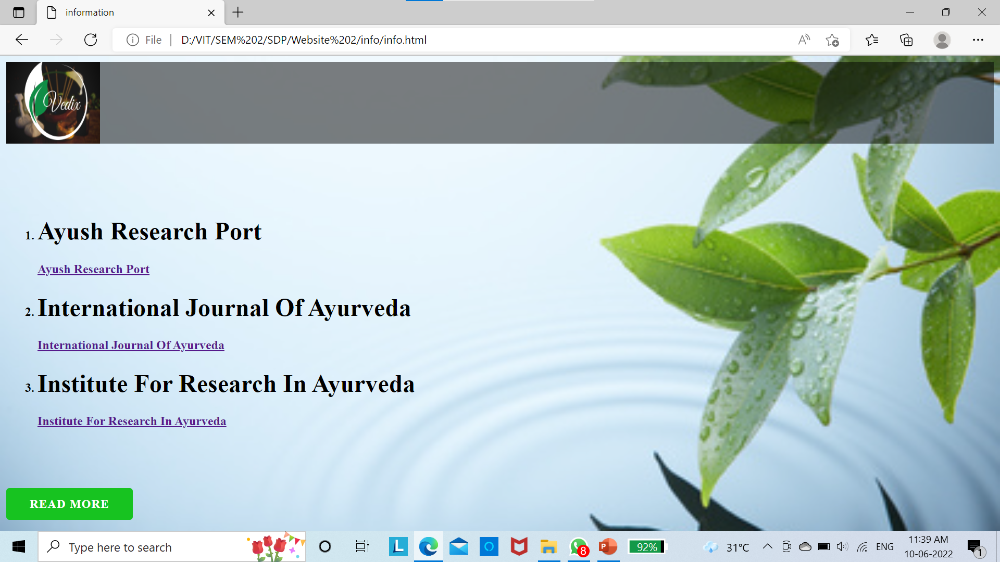 information
File
D:/VIT/SEM%202/SDP/Website%202/info/info.html
Vedix
1. Ayush Research Port
Ayush Research Port
2. International Journal Of Ayurveda
International Journal Of Ayurveda
3. Institute For Research In Ayurveda
Institute For Research In Ayurveda
READ MORE
Type here to search
L
P
8
92%
31°C
ENG
11:39 AM
10-06-2022
1